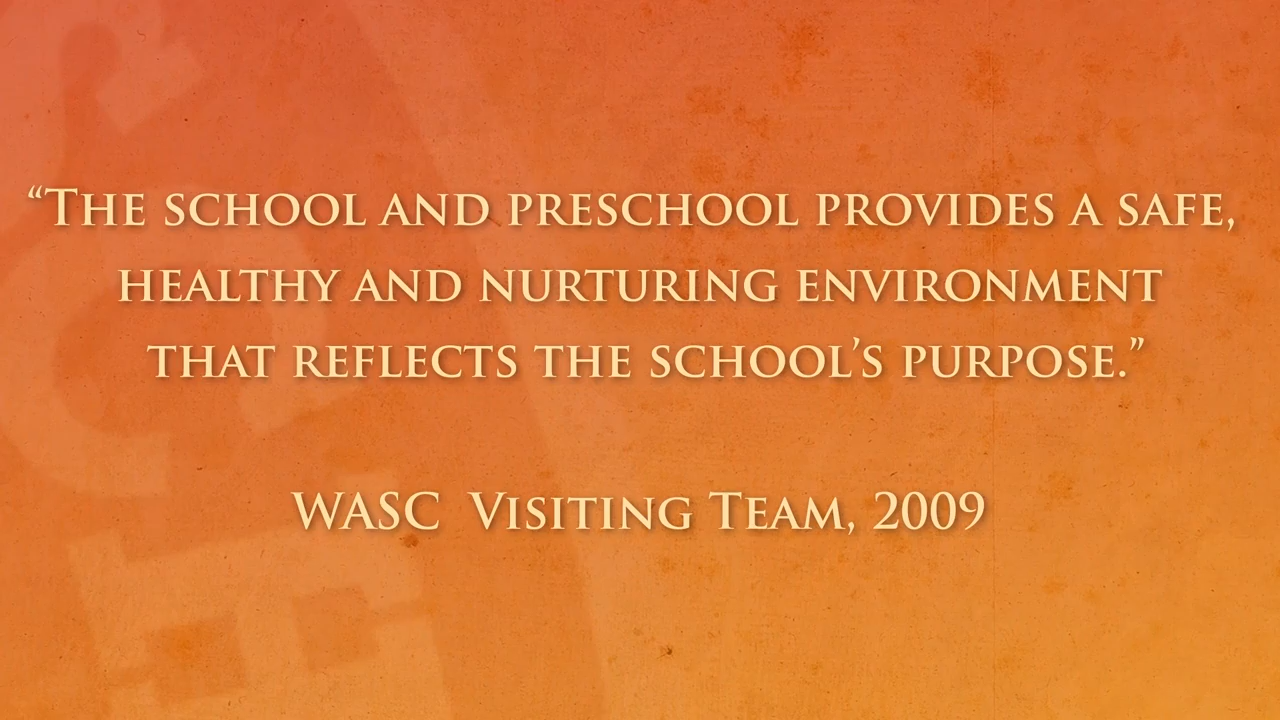 “The school and preschool provides a safe,
healthy and nurturing environment
that reflects the school’s purpose.”
WASC Visiting Team, 2009